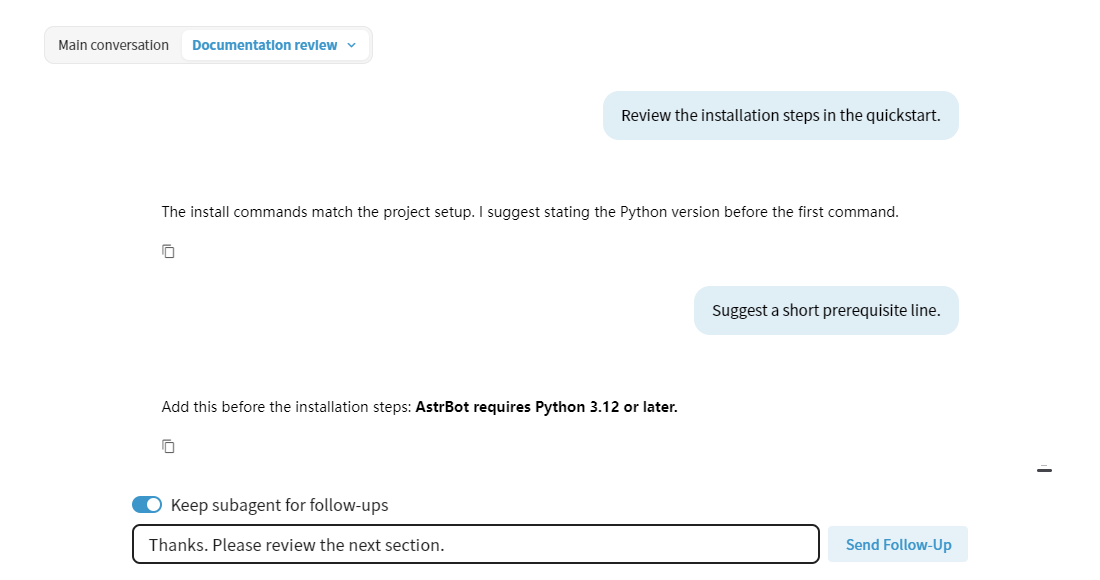 Main conversation
Documentation review
Review the installation steps in the quickstart.
The install commands match the project setup. I suggest stating the Python version before the first command.
Suggest a short prerequisite line.
Add this before the installation steps: AstrBot requires Python 3.12 or later.
Keep subagent for follow-ups
Thanks. Please review the next section.
Send Follow-Up